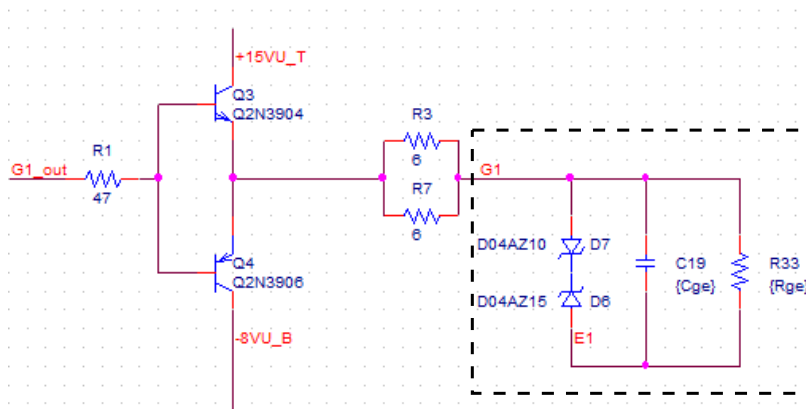 +15VU_T
Q3
Q2N3904
R1
G1_out
47
R3
6
G1
R7
6
Q4
Q2N3906
-8VU_B
D04AZ10
D7
D04AZ15
D6
E1
C19
{Cge}
R33
{Rge}